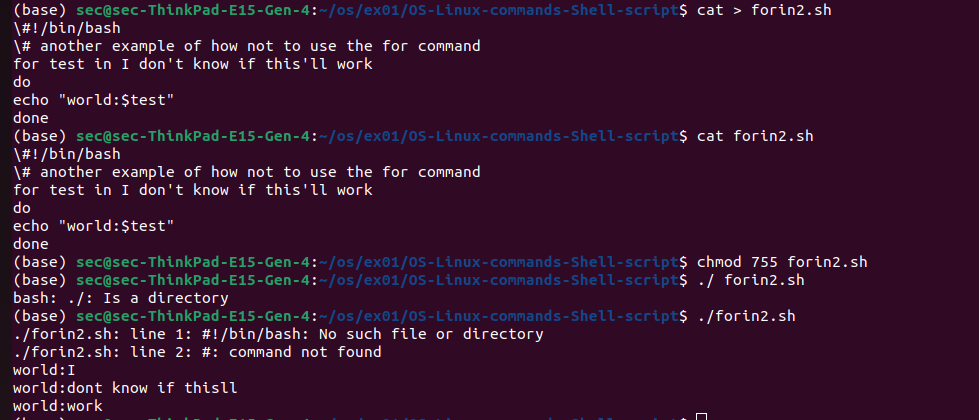 (base) sec@sec-ThinkPad-E15-Gen-4:~/os/ex01/OS-Linux-commands-Shell-script$ cat > forin2.sh
\#!/bin/bash
\# another example of how not to use the for command
for test in I don't know if this'll work
do
echo "world:$test"
done
(base) sec@sec-ThinkPad-E15-Gen-4:~/os/ex01/OS-Linux-commands-Shell-script$ cat forin2.sh
\#!/bin/bash
\# another example of how not to use the for command
for test in I don't know if this'll work
do
echo "world:$test"
done
(base) sec@sec-ThinkPad-E15-Gen-4:~/os/ex01/OS-Linux-commands-Shell-script$ chmod 755 forin2.sh
(base) sec@sec-ThinkPad-E15-Gen-4:~/os/ex01/OS-Linux-commands-Shell-script$ ./ forin2.sh
bash: ./: Is a directory
(base) sec@sec-ThinkPad-E15-Gen-4:~/os/ex01/OS-Linux-commands-Shell-script$ ./forin2.sh
./forin2.sh: line 1: #!/bin/bash: No such file or directory
./forin2.sh: line 2: #: command not found
world:I
world:dont know if thisll
world:work